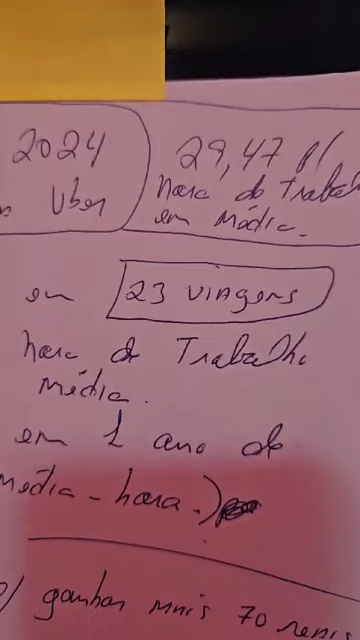 2024
Uber
29,47 p/
hora de trabalh
em média.
em 23 viagens
hora de Trabalho
média.
em 1 ano de
média - hora.)
p/ ganhar mais 70 reais